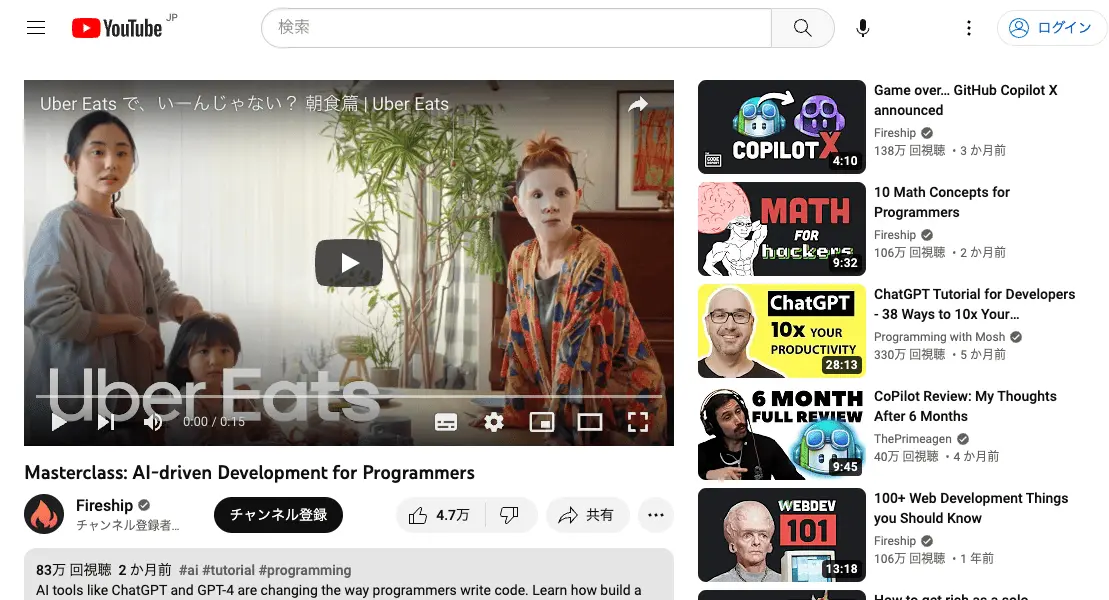 YouTube JP
検索
ログイン
Uber Eats で、いーんじゃない？ 朝食篇 | Uber Eats
Uber Eats
0:00 / 0:15
Masterclass: AI-driven Development for Programmers
Fireship
チャンネル登録者...
チャンネル登録
4.7万
共有
83万 回視聴 2 か月前 #ai #tutorial #programming
AI tools like ChatGPT and GPT-4 are changing the way programmers write code. Learn how build a
CODE REPORT
COPILOT X
4:10
Game over… GitHub Copilot X
announced
Fireship
138万 回視聴 ・3 か月前
MATH
FOR
hackers
9:32
10 Math Concepts for
Programmers
Fireship
106万 回視聴 ・2 か月前
ChatGPT
10x YOUR
PRODUCTIVITY
28:13
ChatGPT Tutorial for Developers
- 38 Ways to 10x Your…
Programming with Mosh
330万 回視聴 ・5 か月前
6 MONTH
FULL REVIEW
9:45
CoPilot Review: My Thoughts
After 6 Months
ThePrimeagen
40万 回視聴 ・4 か月前
WEBDEV
101
13:18
100+ Web Development Things
you Should Know
Fireship
106万 回視聴 ・1 年前